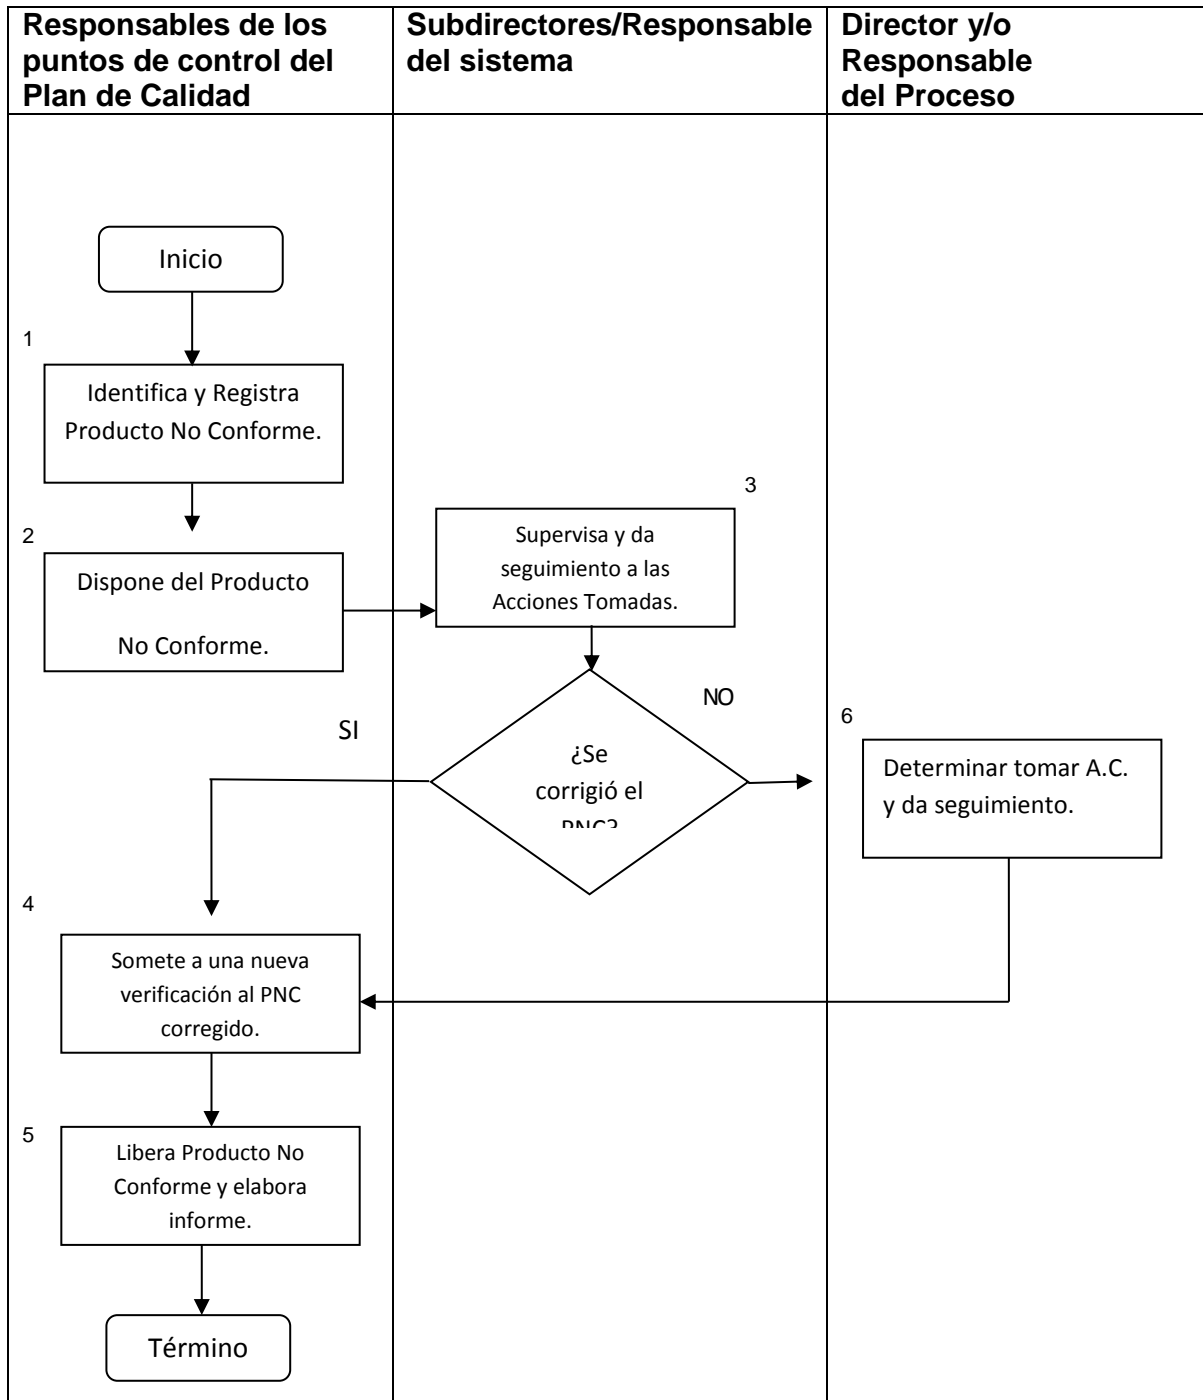 Responsables de los
puntos de control del
Plan de Calidad
Subdirectores/Responsable
del sistema
Director y/o
Responsable
del Proceso
Inicio
1
Identifica y Registra
Producto No Conforme.
2
Dispone del Producto
No Conforme.
3
Supervisa y da
seguimiento a las
Acciones Tomadas.
¿Se
corrigió el
PNC?
SI
NO
6
Determinar tomar A.C.
y da seguimiento.
4
Somete a una nueva
verificación al PNC
corregido.
5
Libera Producto No
Conforme y elabora
informe.
Término